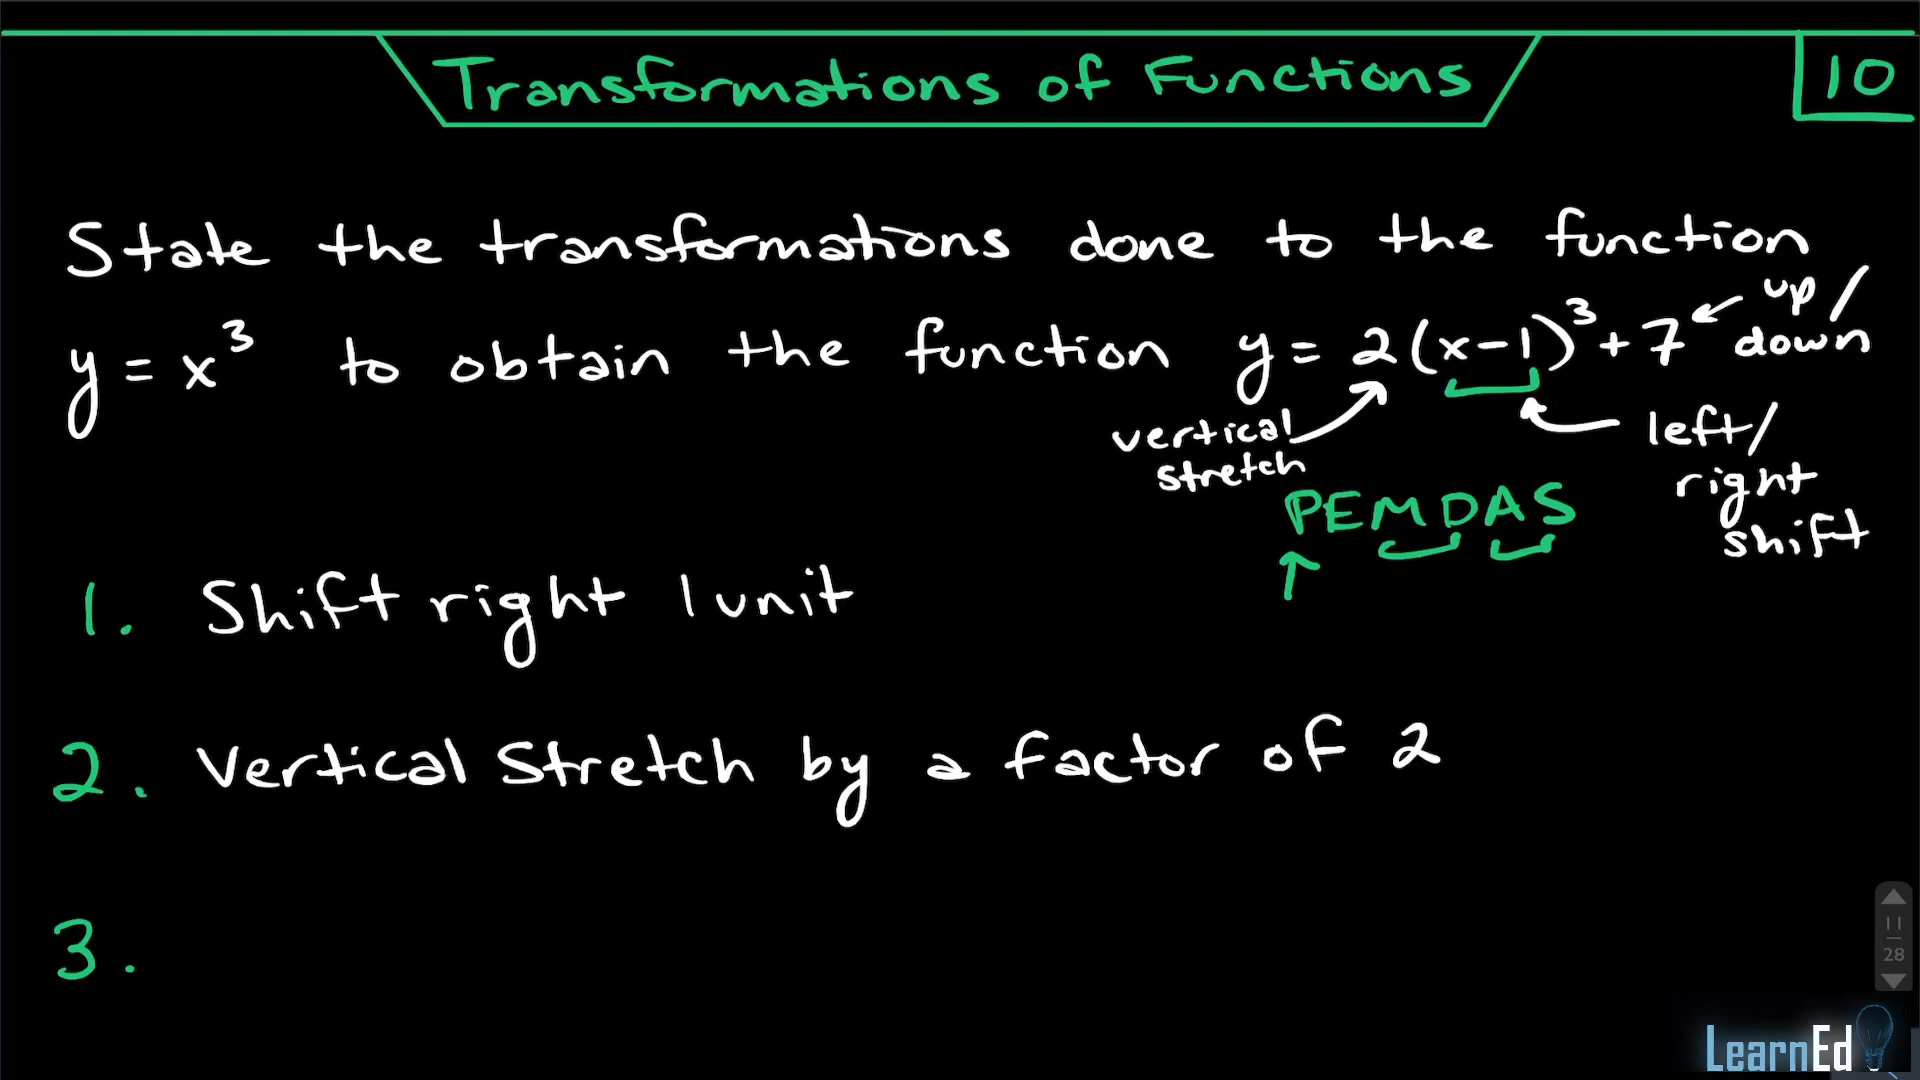 Transformations of Functions
10
State the transformations done to the function
y = x³ to obtain the function y = 2(x-1)³+7
up/
down
vertical
stretch
left/
right
shift
PEMDAS
1. Shift right 1 unit
2. Vertical Stretch by a factor of 2
3.
11
28
LearnEd